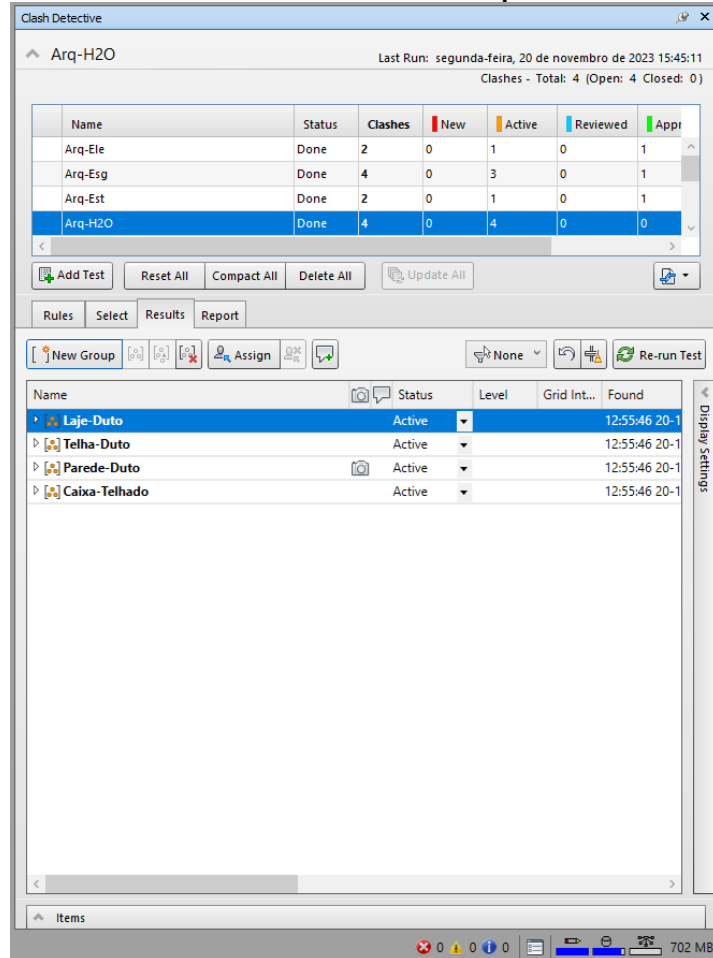 Clash Detective
Arq-H2O
Last Run: segunda-feira, 20 de novembro de 2023 15:45:11
Clashes - Total: 4 (Open: 4 Closed: 0)
Name Status Clashes New Active Reviewed Appr
Arq-Ele Done 2 0 1 0 1
Arq-Esg Done 4 0 3 0 1
Arq-Est Done 2 0 1 0 1
Arq-H2O Done 4 0 4 0 0
Add Test Reset All Compact All Delete All Update All
Rules Select Results Report
New Group Assign None Re-run Test
Name Status Level Grid Int... Found
Laje-Duto Active 12:55:46 20-1
Telha-Duto Active 12:55:46 20-1
Parede-Duto Active 12:55:46 20-1
Caixa-Telhado Active 12:55:46 20-1
Display Settings
Items
0 0 0 702 MB